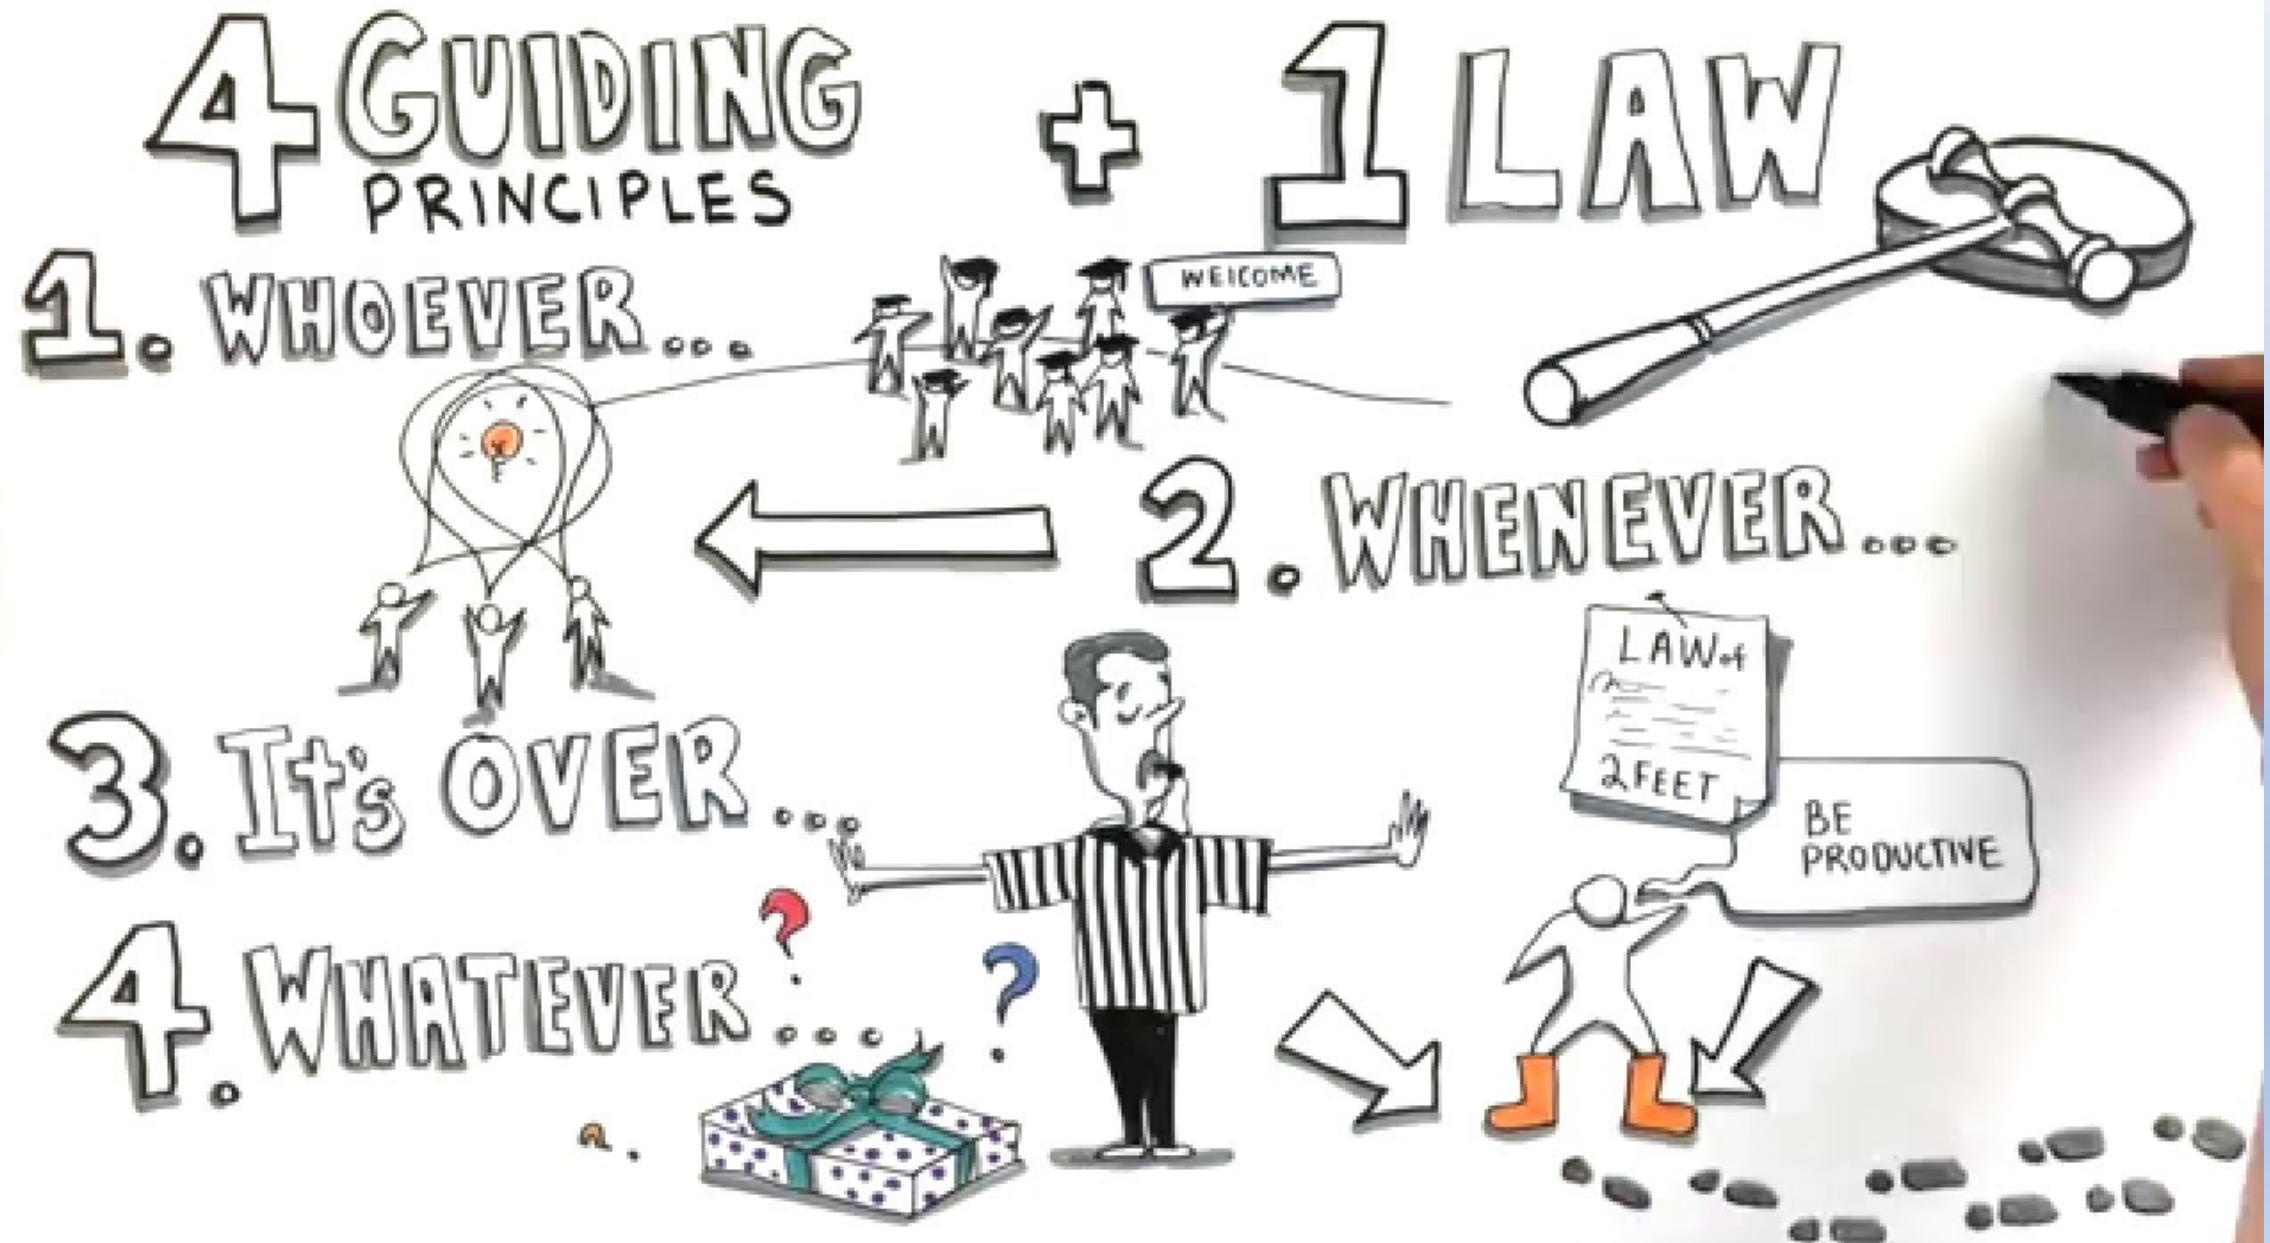 4 GUIDING
PRINCIPLES
+
1 LAW
1. WHOEVER...
WELCOME
2. WHENEVER...
3. It's OVER...
4. WHATEVER...
?
?
LAW of
2 FEET
BE
PRODUCTIVE